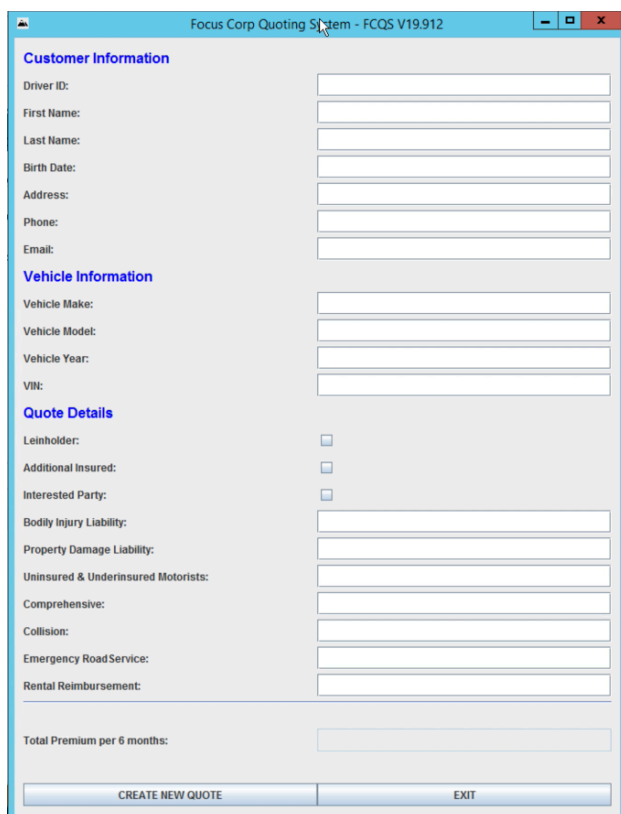 Focus Corp Quoting System - FCQS V19.912
Customer Information
Driver ID:
First Name:
Last Name:
Birth Date:
Address:
Phone:
Email:
Vehicle Information
Vehicle Make:
Vehicle Model:
Vehicle Year:
VIN:
Quote Details
Leinholder:
Additional Insured:
Interested Party:
Bodily Injury Liability:
Property Damage Liability:
Uninsured & Underinsured Motorists:
Comprehensive:
Collision:
Emergency Road Service:
Rental Reimbursement:
Total Premium per 6 months:
CREATE NEW QUOTE EXIT